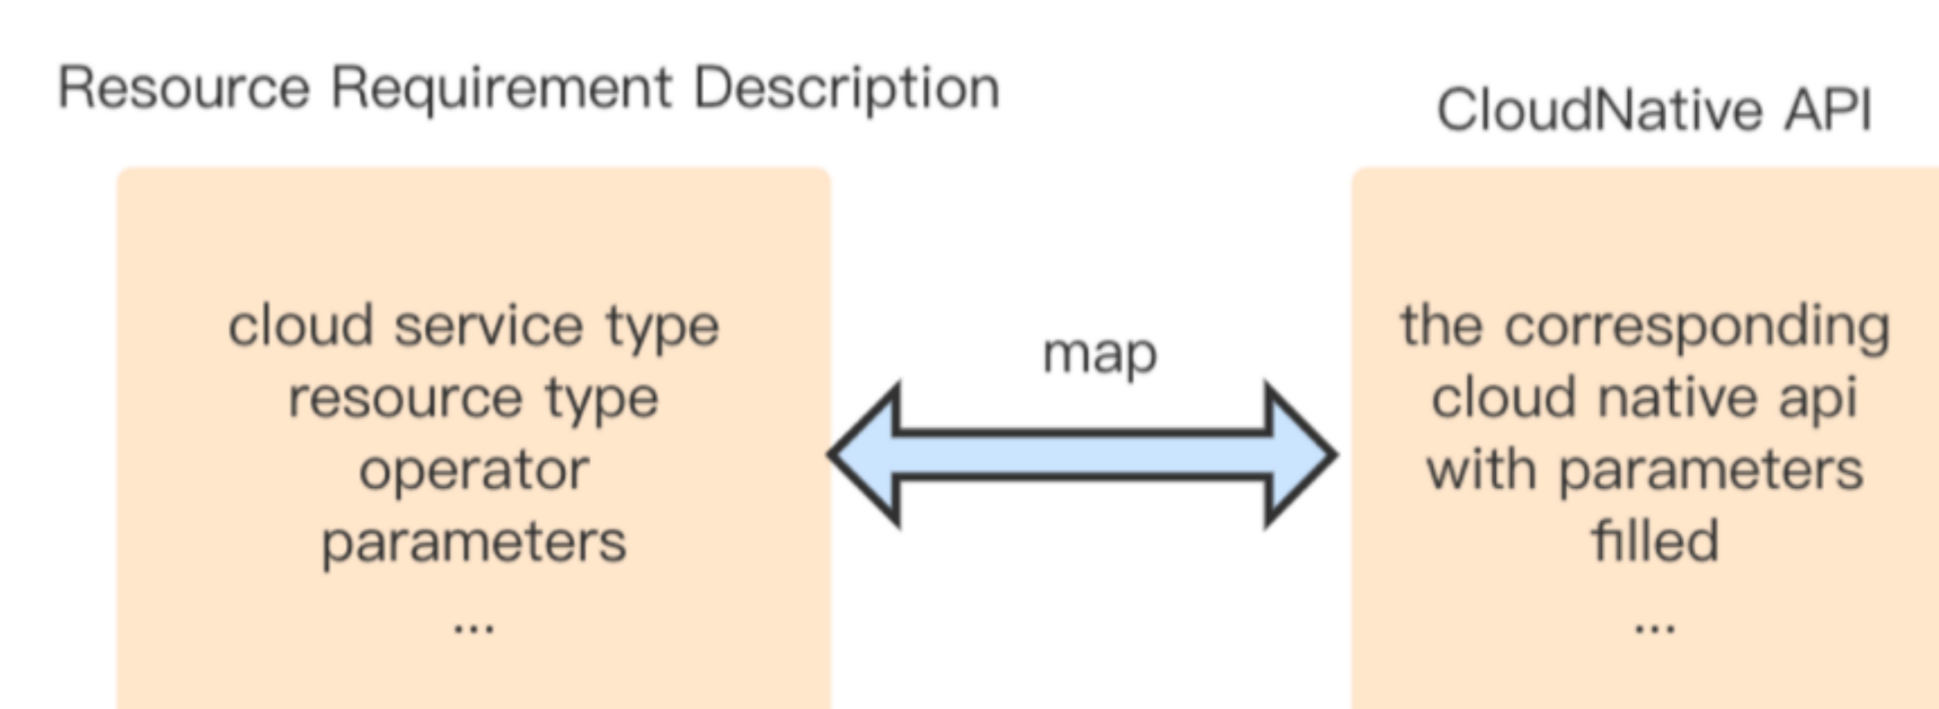 Resource Requirement Description
CloudNative API
cloud service type
resource type
operator
parameters
...
map
the corresponding
cloud native api
with parameters
filled
...